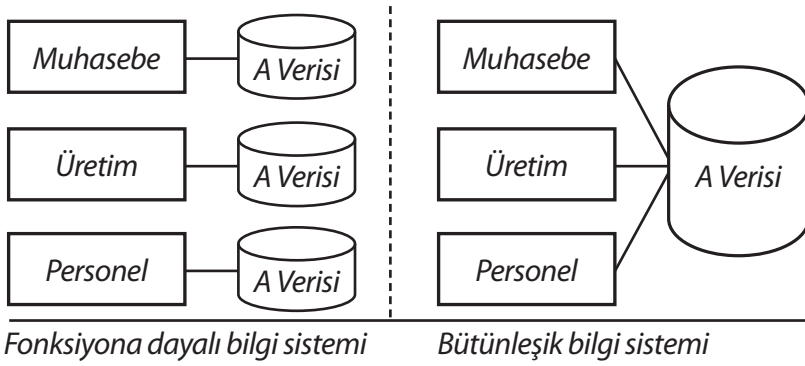 Muhasebe
A Verisi
Üretim
A Verisi
Personel
A Verisi
Fonksiyona dayalı bilgi sistemi
Muhasebe
Üretim
Personel
A Verisi
Bütünleşik bilgi sistemi